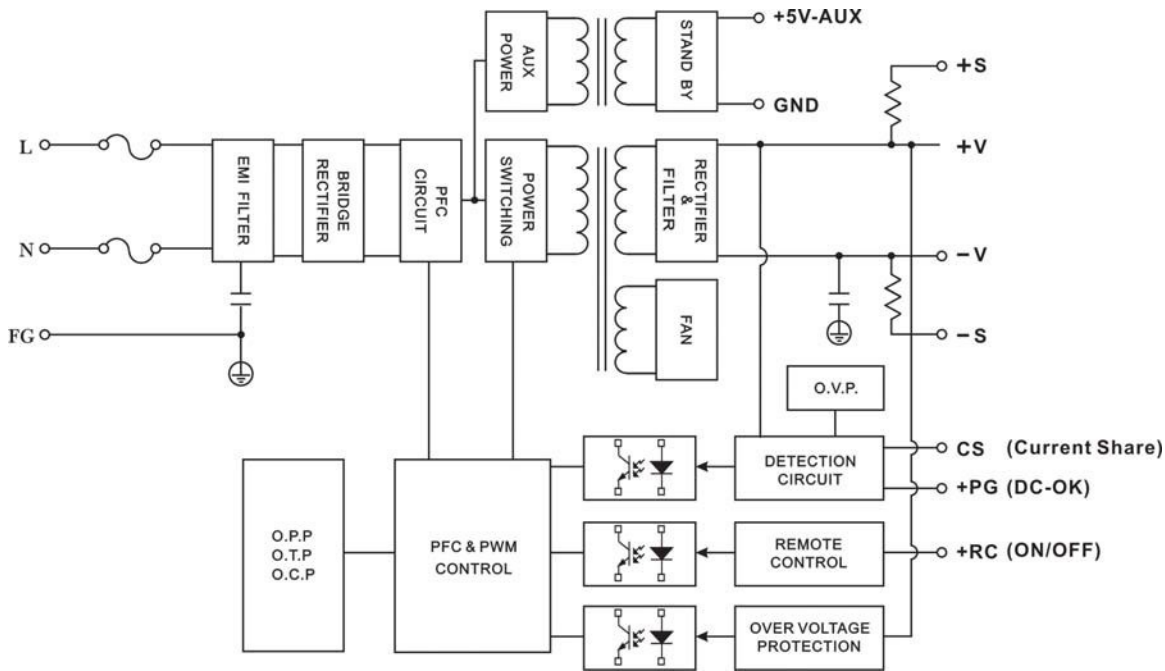 +5V-AUX
AUX
POWER
STAND BY
+S
GND
L
EMI FILTER
BRIDGE
RECTIFIER
PFC
CIRCUIT
POWER
SWITCHING
RECTIFIER
&
FILTER
+V
N
−V
FG
FAN
−S
O.V.P.
DETECTION
CIRCUIT
CS (Current Share)
+PG (DC-OK)
O.P.P
O.T.P
O.C.P
PFC & PWM
CONTROL
REMOTE
CONTROL
+RC (ON/OFF)
OVER VOLTAGE
PROTECTION